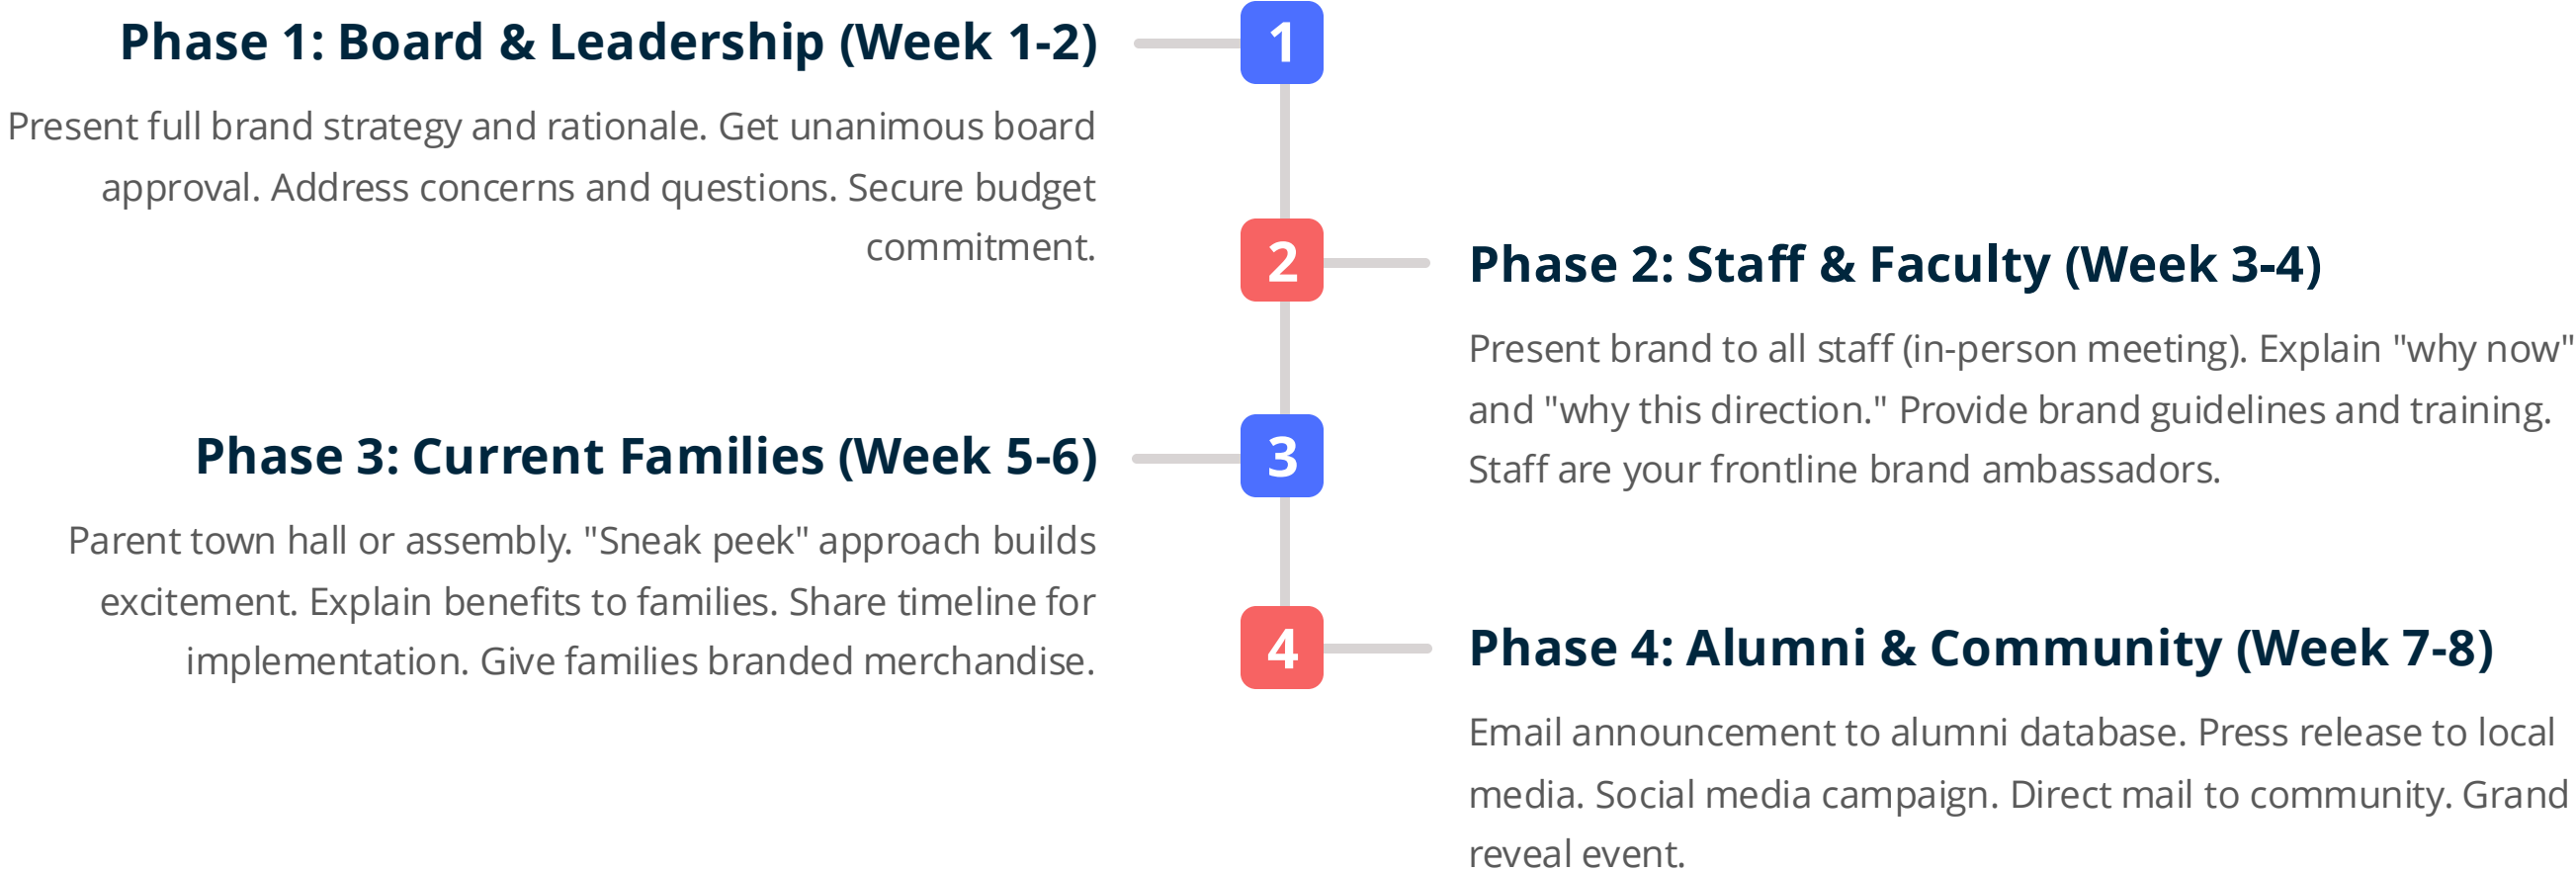 Phase 1: Board & Leadership (Week 1-2)
1
Present full brand strategy and rationale. Get unanimous board
approval. Address concerns and questions. Secure budget
commitment.
2
Phase 2: Staff & Faculty (Week 3-4)
Present brand to all staff (in-person meeting). Explain "why now"
and "why this direction." Provide brand guidelines and training.
Staff are your frontline brand ambassadors.
Phase 3: Current Families (Week 5-6)
3
Parent town hall or assembly. "Sneak peek" approach builds
excitement. Explain benefits to families. Share timeline for
implementation. Give families branded merchandise.
4
Phase 4: Alumni & Community (Week 7-8)
Email announcement to alumni database. Press release to local
media. Social media campaign. Direct mail to community. Grand
reveal event.